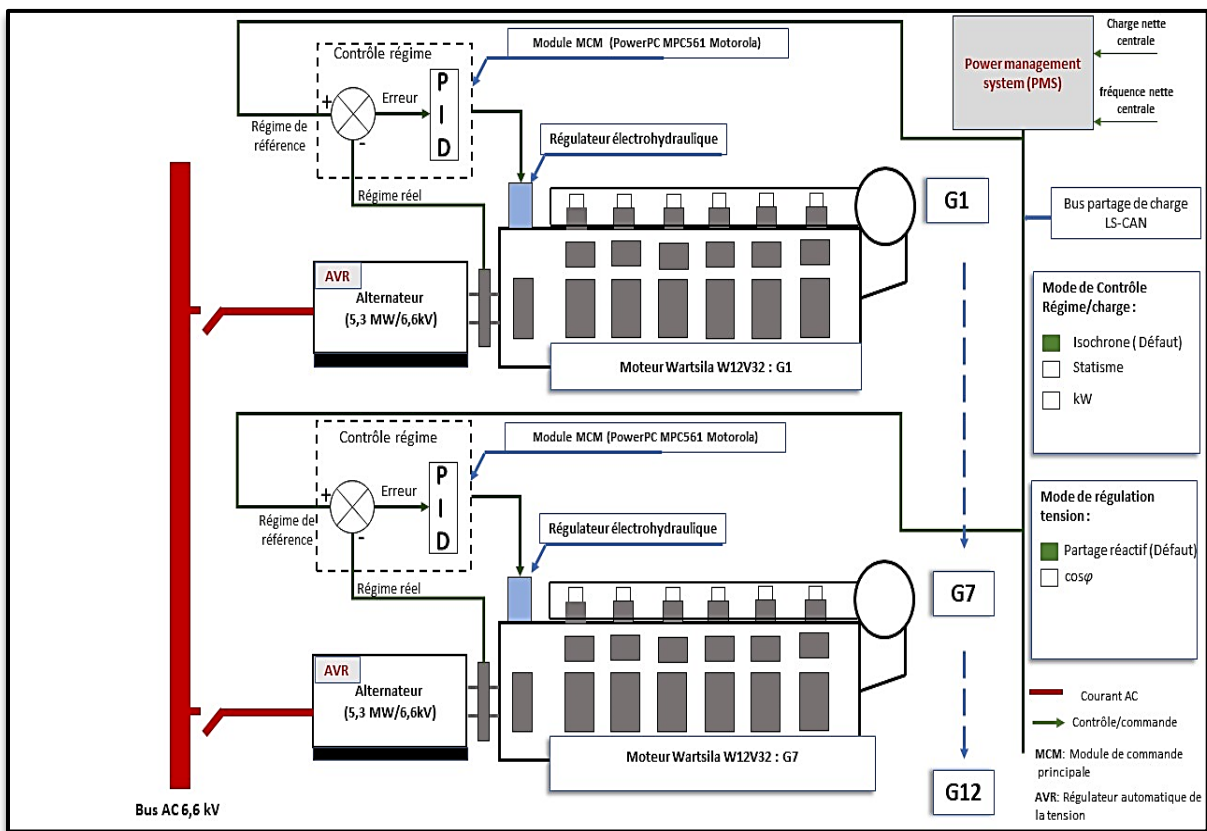 Module MCM (PowerPC MPC561 Motorola)
Contrôle régime
P
I
D
Erreur
+
-
Régime de
référence
Régime réel
Régulateur électrohydraulique
AVR
Alternateur
(5,3 MW/6,6kV)
Moteur Wartsila W12V32 : G1
G1
Power management
system (PMS)
Charge nette
centrale
fréquence nette
centrale
Bus partage de charge
LS-CAN
Mode de Contrôle
Régime/charge :
Isochrone ( Défaut)
Statisme
kW
Module MCM (PowerPC MPC561 Motorola)
Contrôle régime
P
I
D
Erreur
+
-
Régime de
référence
Régime réel
Régulateur électrohydraulique
AVR
Alternateur
(5,3 MW/6,6kV)
Moteur Wartsila W12V32 : G7
G7
G12
Mode de régulation
tension :
Partage réactif (Défaut)
cosφ
Courant AC
Contrôle/commande
MCM: Module de commande
principale
AVR: Régulateur automatique de
la tension
Bus AC 6,6 kV